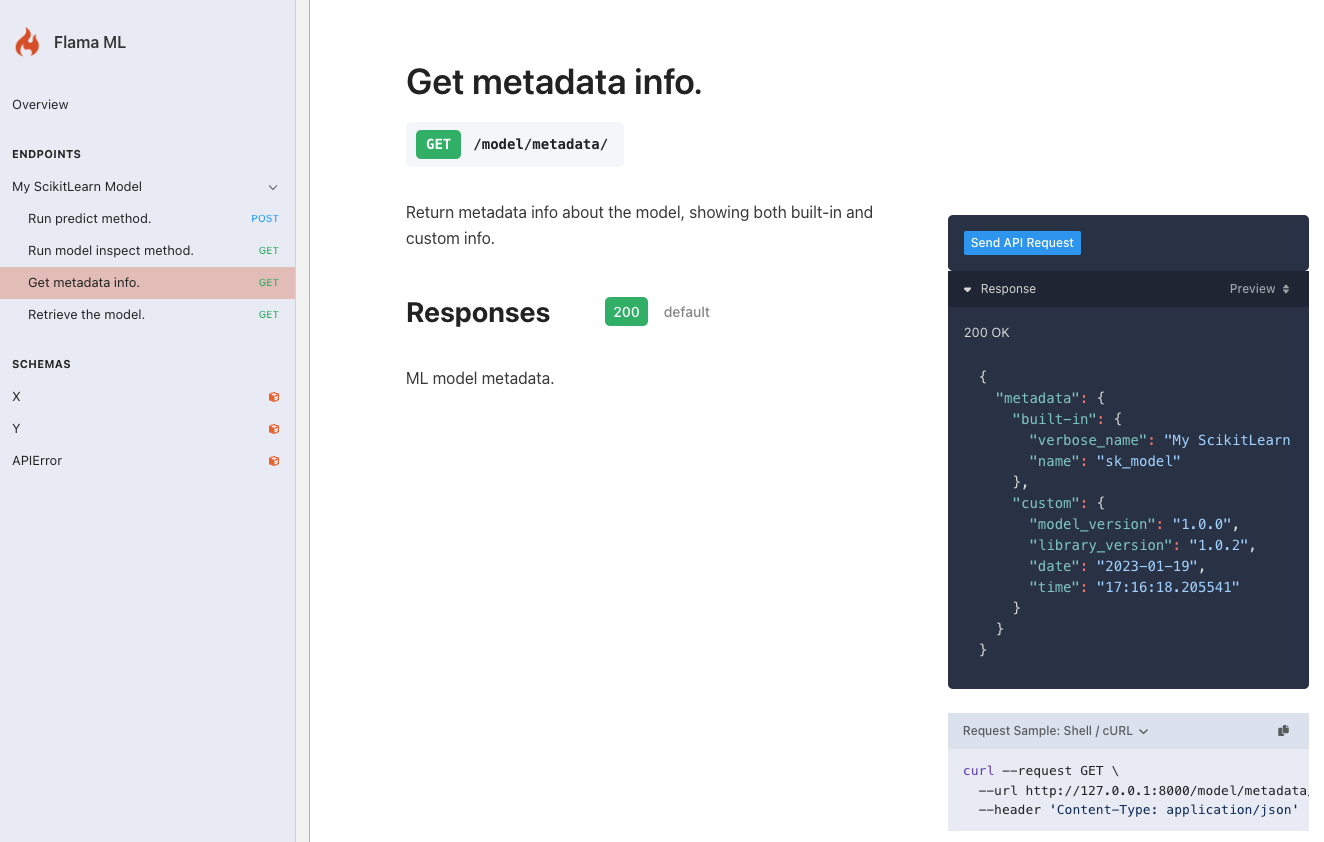 Flama ML
Overview
ENDPOINTS
My ScikitLearn Model
Run predict method. POST
Run model inspect method. GET
Get metadata info. GET
Retrieve the model. GET
SCHEMAS
X
Y
APIError
Get metadata info.
GET /model/metadata/
Return metadata info about the model, showing both built-in and
custom info.
Responses 200 default
ML model metadata.
Send API Request
Response Preview
200 OK
{
"metadata": {
"built-in": {
"verbose_name": "My ScikitLearn
"name": "sk_model"
},
"custom": {
"model_version": "1.0.0",
"library_version": "1.0.2",
"date": "2023-01-19",
"time": "17:16:18.205541"
}
}
}
Request Sample: Shell / cURL
curl --request GET \
--url http://127.0.0.1:8000/model/metadata/
--header 'Content-Type: application/json'